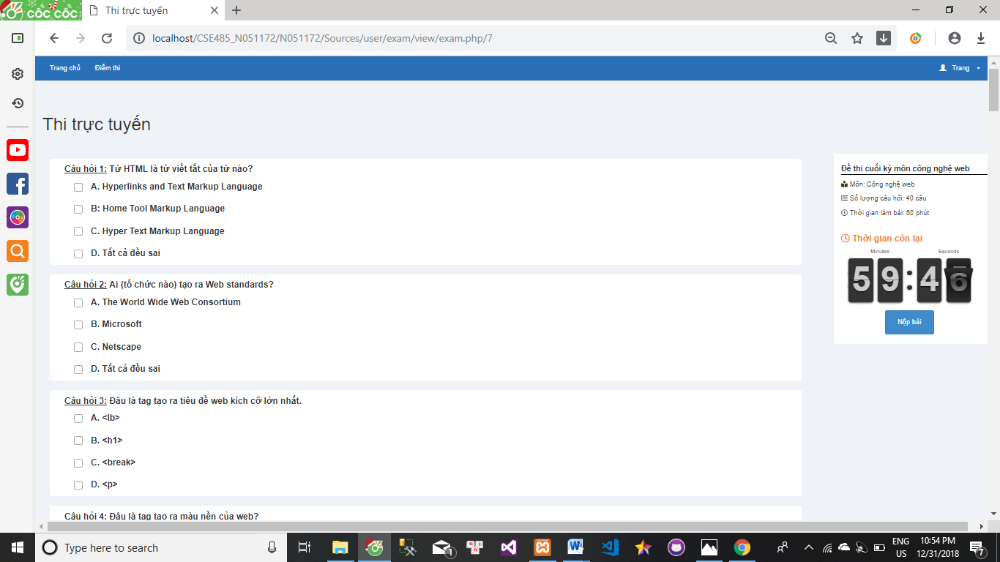 cốc cốc
Thi trực tuyến
localhost/CSE485_N051172/N051172/Sources/user/exam/view/exam.php/7
Trang chủ Điểm thi Trang
Thi trực tuyến
Câu hỏi 1: Từ HTML là từ viết tắt của từ nào?
A. Hyperlinks and Text Markup Language
B: Home Tool Markup Language
C. Hyper Text Markup Language
D. Tất cả đều sai
Câu hỏi 2: Ai (tổ chức nào) tạo ra Web standards?
A. The World Wide Web Consortium
B. Microsoft
C. Netscape
D. Tất cả đều sai
Câu hỏi 3: Đâu là tag tạo ra tiêu đề web kích cỡ lớn nhất.
A. <lb>
B. <h1>
C. <break>
D. <p>
Câu hỏi 4: Đâu là tag tạo ra màu nền của web?
Đề thi cuối kỳ môn công nghệ web
Môn: Công nghệ web
Số lượng câu hỏi: 40 câu
Thời gian làm bài: 60 phút
Thời gian còn lại
Minutes Seconds
59:46
Nộp bài
Type here to search
1
ENG
US
10:54 PM
12/31/2018
7